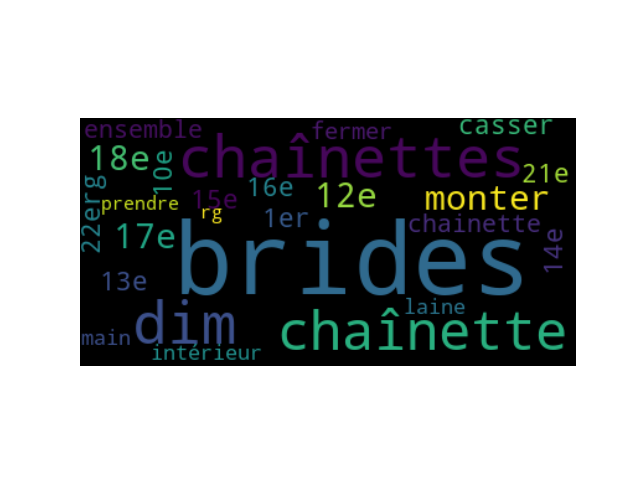 ensemble
fermer
casser
18e
10e
chaînettes
21e
22erg
prendre
15e
rg
16e
12e
monter
17e
1er
chainette
14e
brides
13e
dim
laine
chaînette
main
intérieur